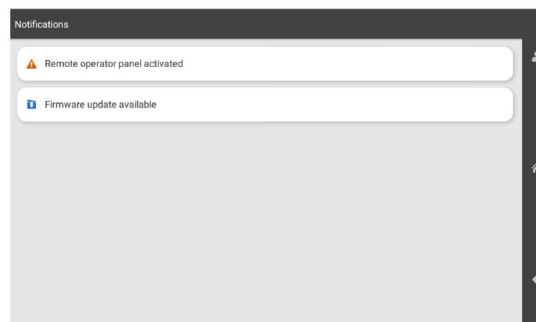 Notifications
Remote operator panel activated
Firmware update available